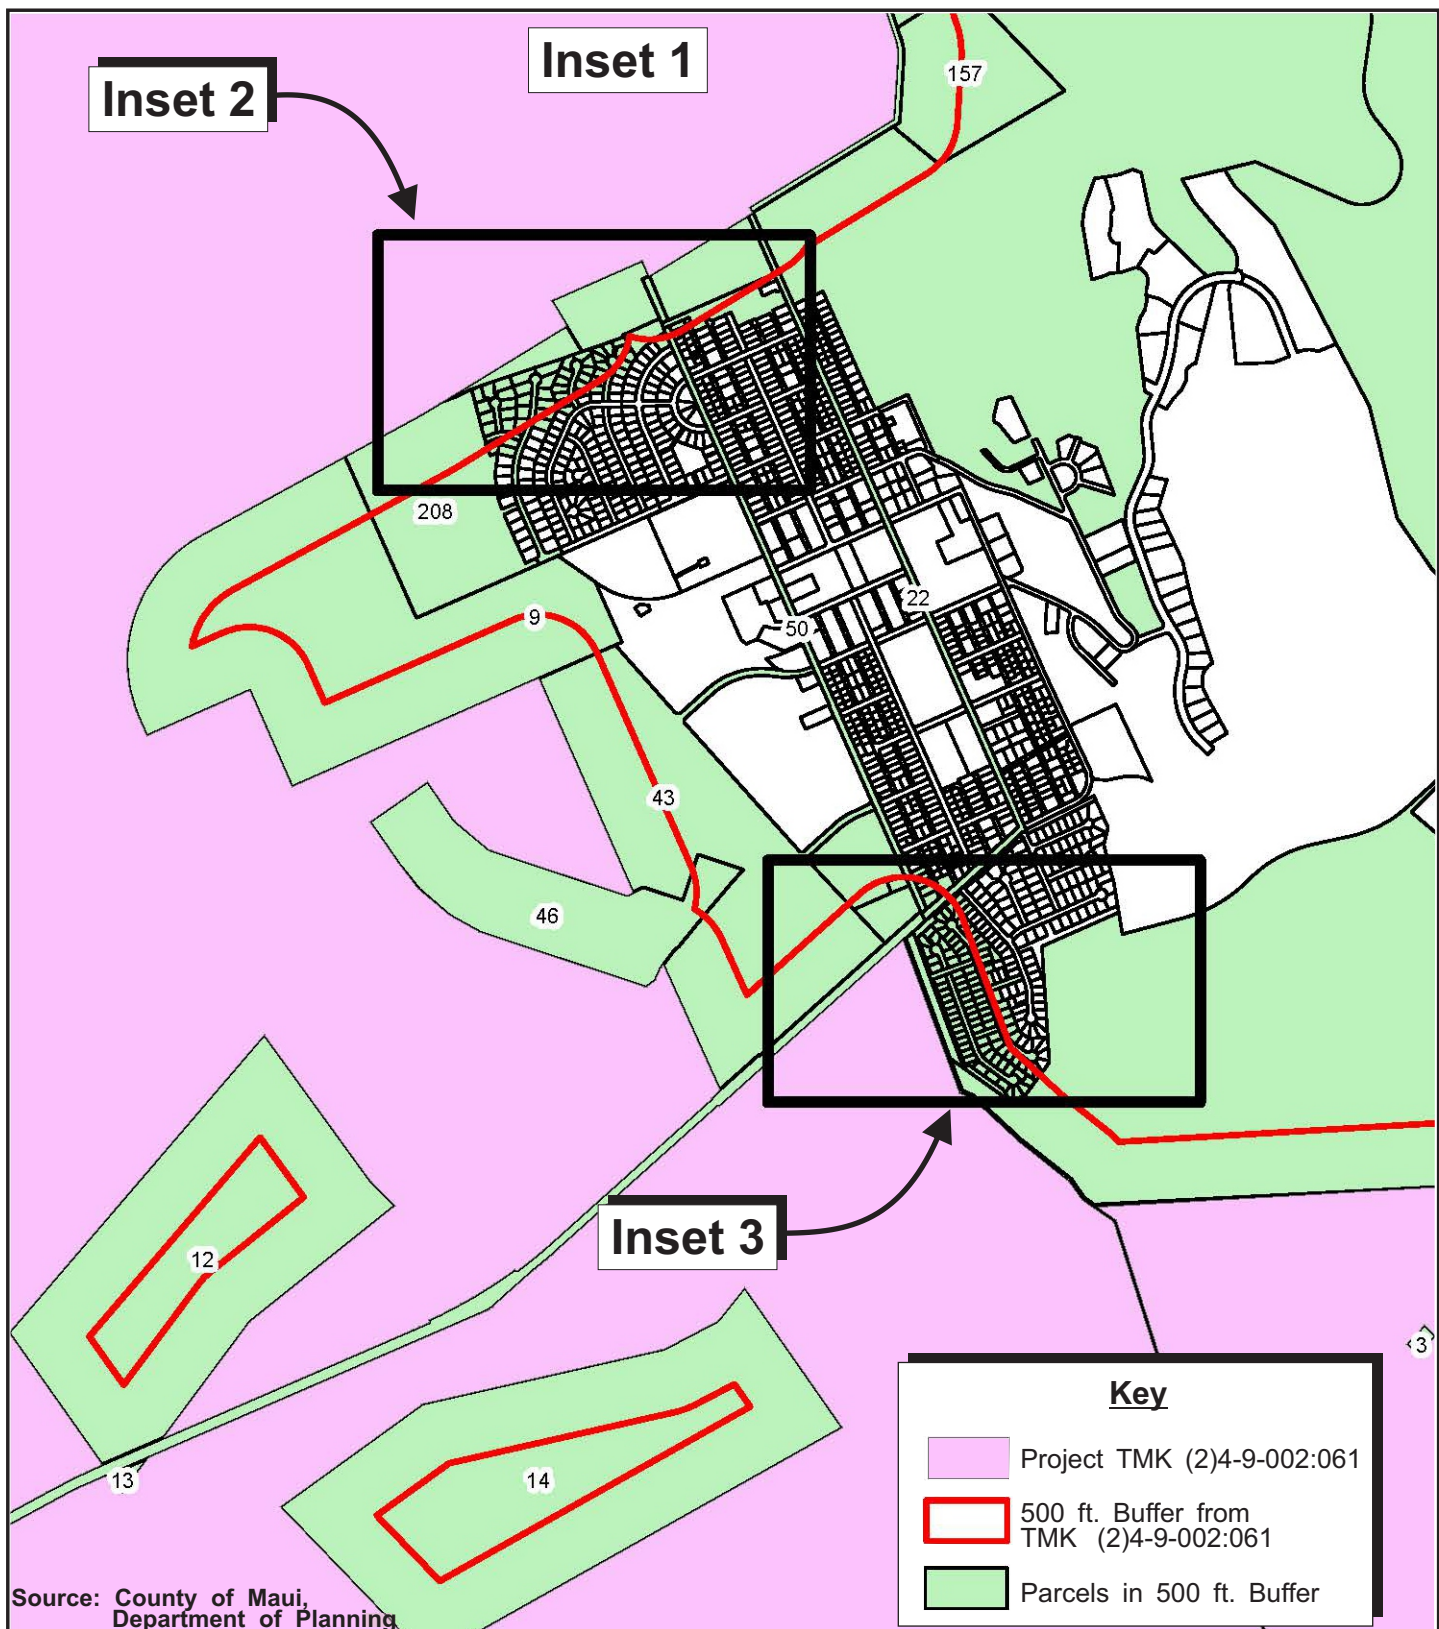 Inset 1
157
Inset 2
208
9
22
50
43
46
Inset 3
12
3
Key
Project TMK (2)4-9-002:061
13
14
500 ft. Buffer from
TMK (2)4-9-002:061
Parcels in 500 ft. Buffer
Source: County of Maui,
Department of Planning